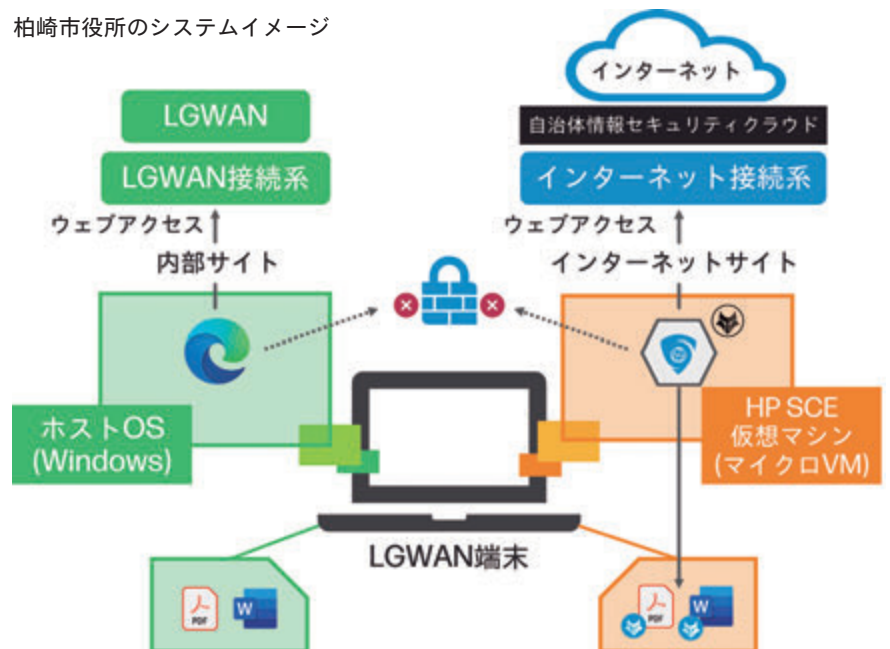 柏崎市役所のシステムイメージ
インターネット
LGWAN
自治体情報セキュリティクラウド
LGWAN接続系
インターネット接続系
ウェブアクセス
ウェブアクセス
内部サイト
インターネットサイト
ホストOS
(Windows)
HP SCE
仮想マシン
(マイクロVM)
LGWAN端末
PDF
W
PDF
W